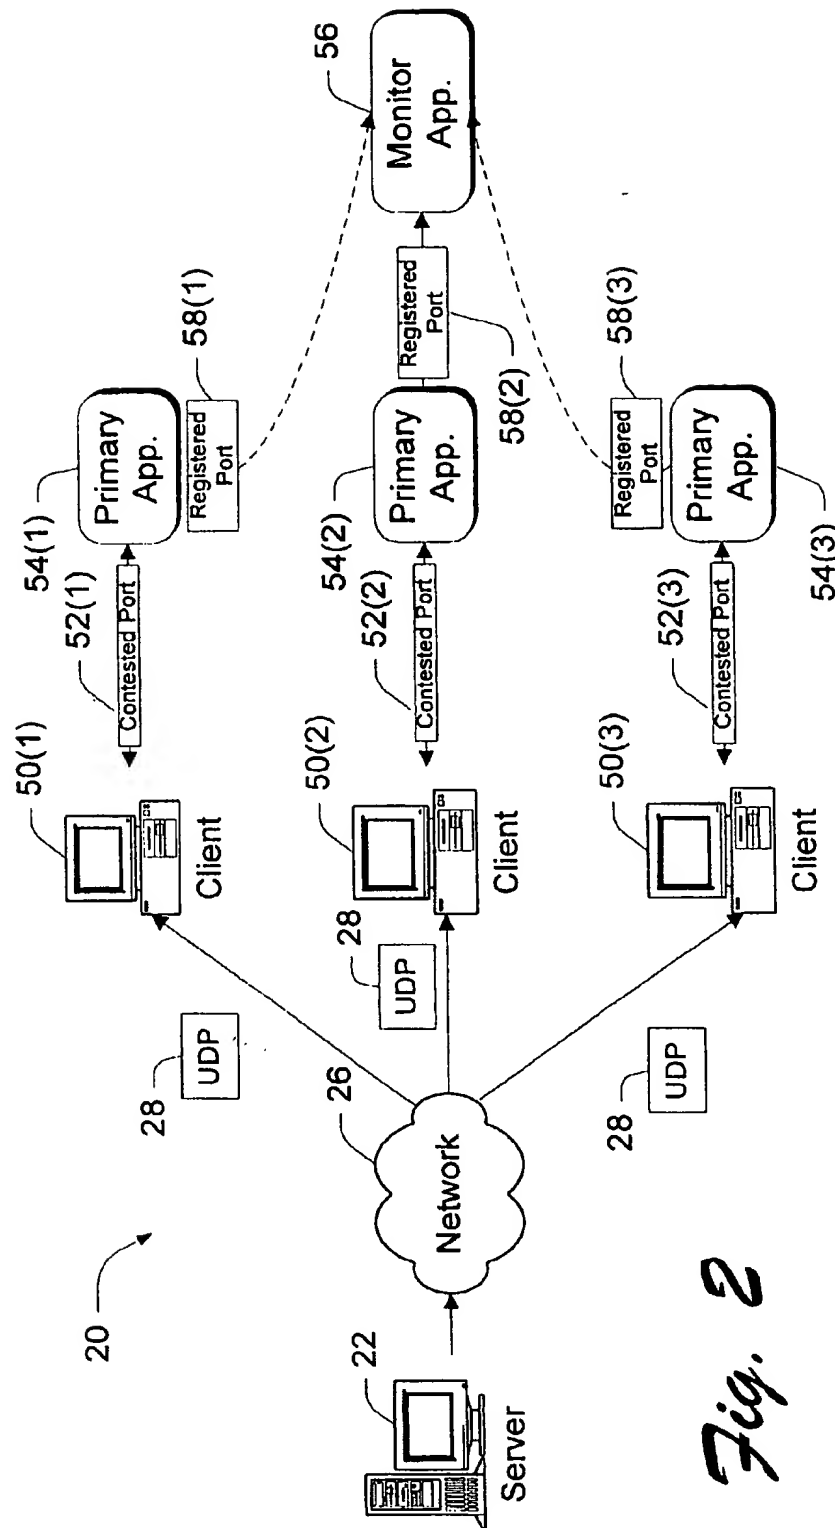 20
22
Server
26
Network
28
UDP
28
UDP
28
UDP
50(1)
Client
52(1)
Contested Port
54(1)
Primary
App.
Registered
Port
58(1)
50(2)
Client
52(2)
Contested Port
54(2)
Primary
App.
Registered
Port
58(2)
50(3)
Client
52(3)
Contested Port
54(3)
Primary
App.
Registered
Port
58(3)
Monitor
App.
56
Fig. 2